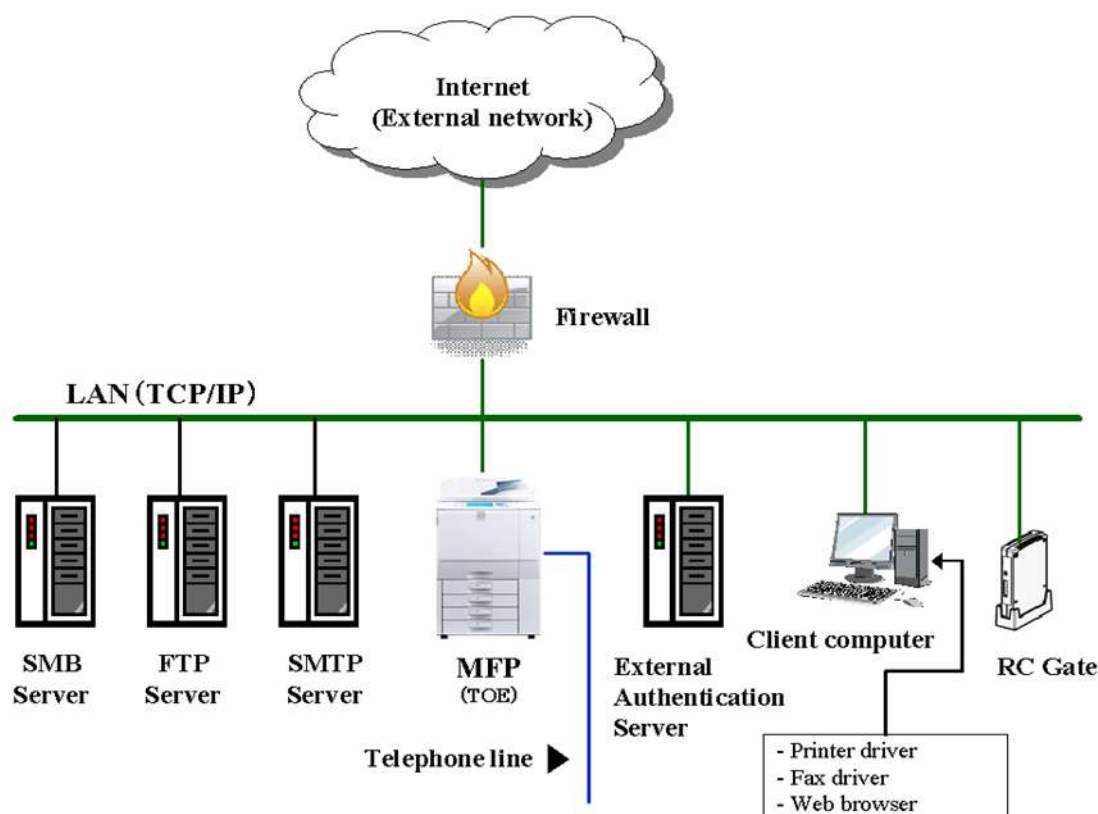 Internet
(External network)
Firewall
LAN (TCP/IP)
SMB
Server
FTP
Server
SMTP
Server
MFP
(TOE)
External
Authentication
Server
Client computer
RC Gate
Telephone line
- Printer driver
- Fax driver
- Web browser